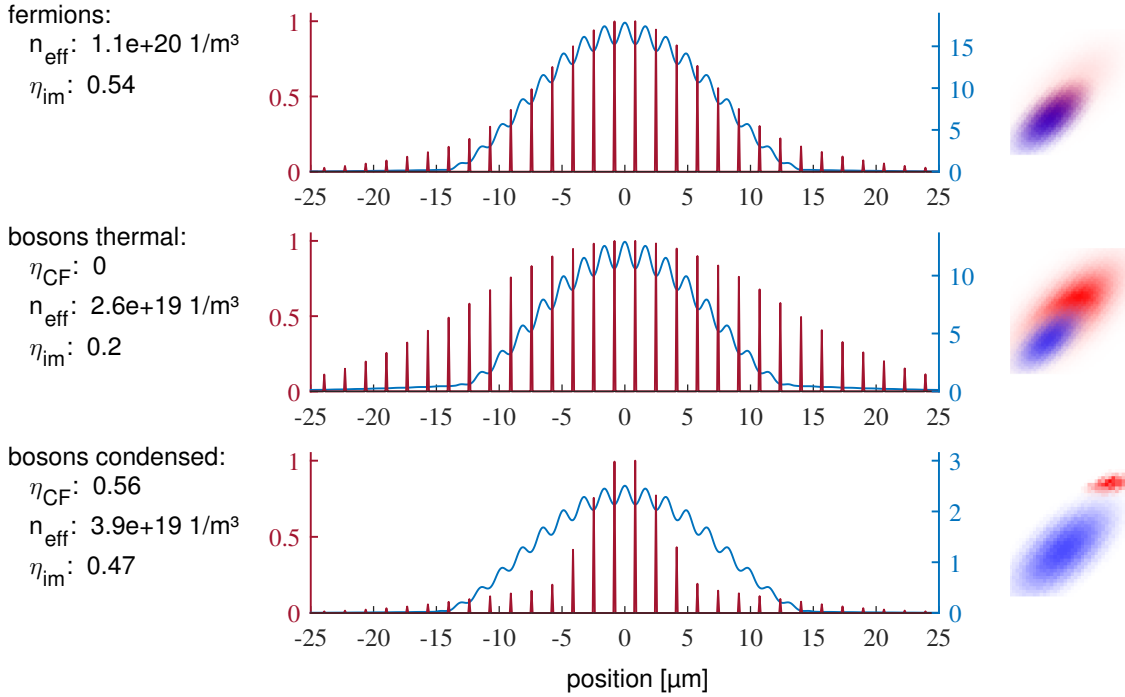 fermions:
n_eff: 1.1e+20 1/m³
η_im: 0.54
1
0.5
0
15
10
5
0
-25 -20 -15 -10 -5 0 5 10 15 20 25
bosons thermal:
η_CF: 0
n_eff: 2.6e+19 1/m³
η_im: 0.2
1
0.5
0
10
5
0
-25 -20 -15 -10 -5 0 5 10 15 20 25
bosons condensed:
η_CF: 0.56
n_eff: 3.9e+19 1/m³
η_im: 0.47
1
0.5
0
3
2
1
0
-25 -20 -15 -10 -5 0 5 10 15 20 25
position [µm]